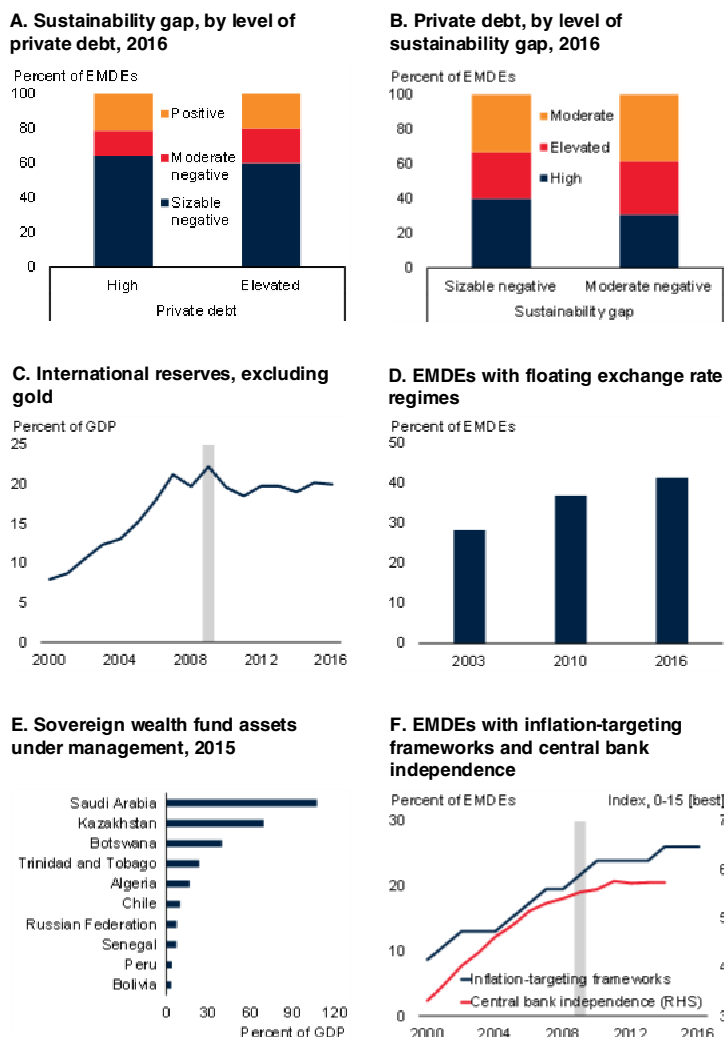 A. Sustainability gap, by level of
private debt, 2016
Percent of EMDEs
100
80
60
40
20
0
Positive
Moderate
negative
Sizable
negative
High
Elevated
Private debt
B. Private debt, by level of
sustainability gap, 2016
Percent of EMDEs
100
80
60
40
20
0
Moderate
Elevated
High
Sizable negative
Moderate negative
Sustainability gap
C. International reserves, excluding
gold
Percent of GDP
25
20
15
10
5
0
2000
2004
2008
2012
2016
D. EMDEs with floating exchange rate
regimes
Percent of EMDEs
50
40
30
20
10
0
2003
2010
2016
E. Sovereign wealth fund assets
under management, 2015
Saudi Arabia
Kazakhstan
Botswana
Trinidad and Tobago
Algeria
Chile
Russian Federation
Senegal
Peru
Bolivia
0
30
60
90
120
Percent of GDP
F. EMDEs with inflation-targeting
frameworks and central bank
independence
Percent of EMDEs
Index, 0-15 [best]
30
20
10
0
7
6
5
4
3
Inflation-targeting frameworks
Central bank independence (RHS)
2000
2004
2008
2012
2016